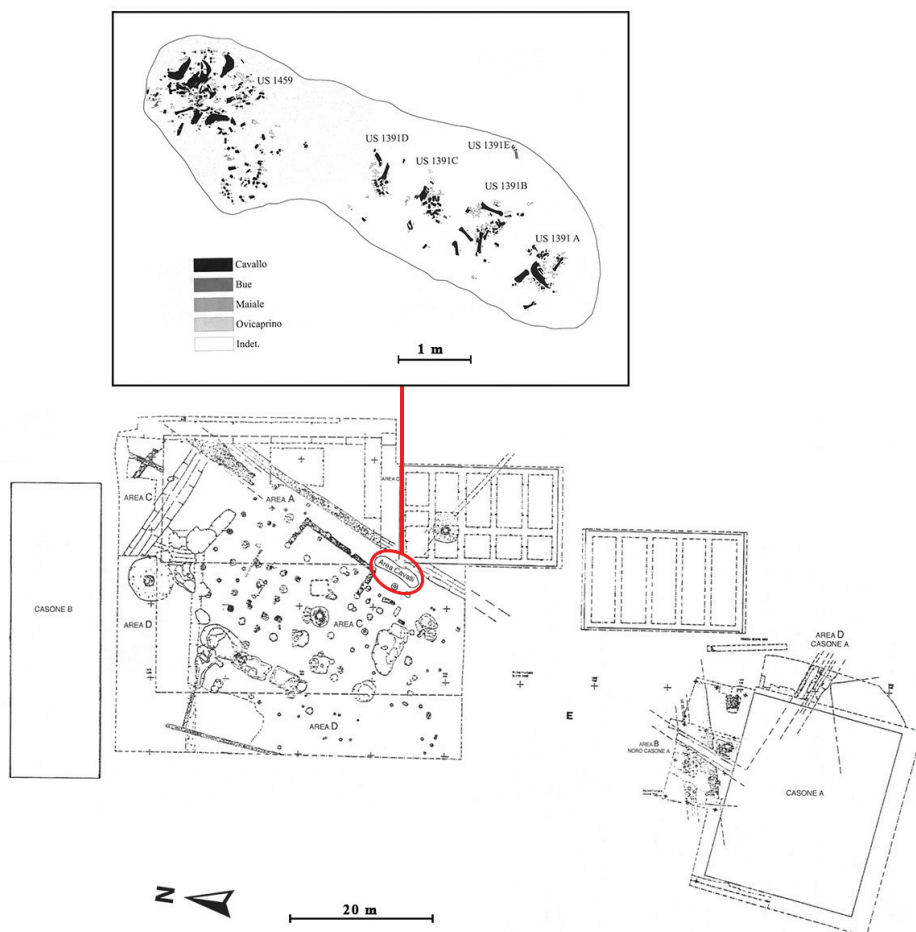 US 1459
US 1391D
US 1391C
US 1391E
US 1391B
US 1391 A
Cavallo
Bue
Maiale
Ovicaprino
Indet.
1 m
AREA C
AREA A
AREA C
Area Cavalli
CASONE B
AREA D
AREA C
AREA D
AREA D
CASONE A
E
AREA B
NORD CASONE A
CASONE A
N
20 m